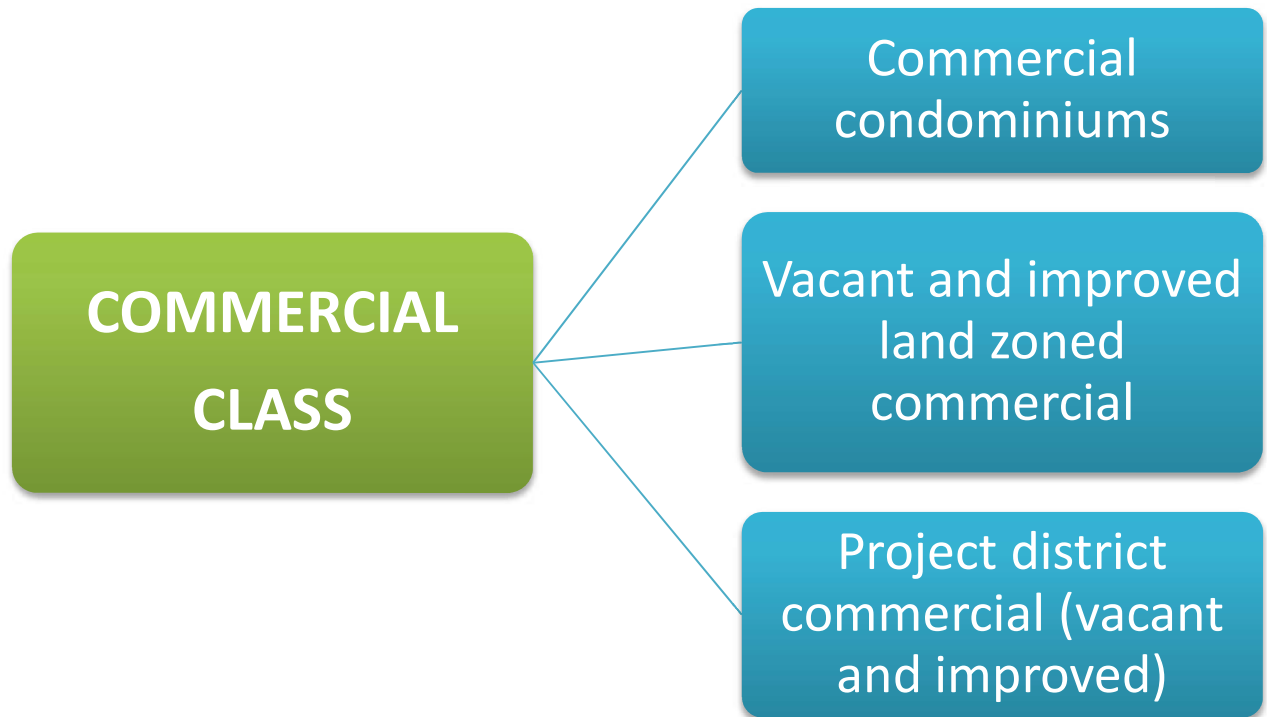 COMMERCIAL
CLASS
Commercial
condominiums
Vacant and improved
land zoned
commercial
Project district
commercial (vacant
and improved)